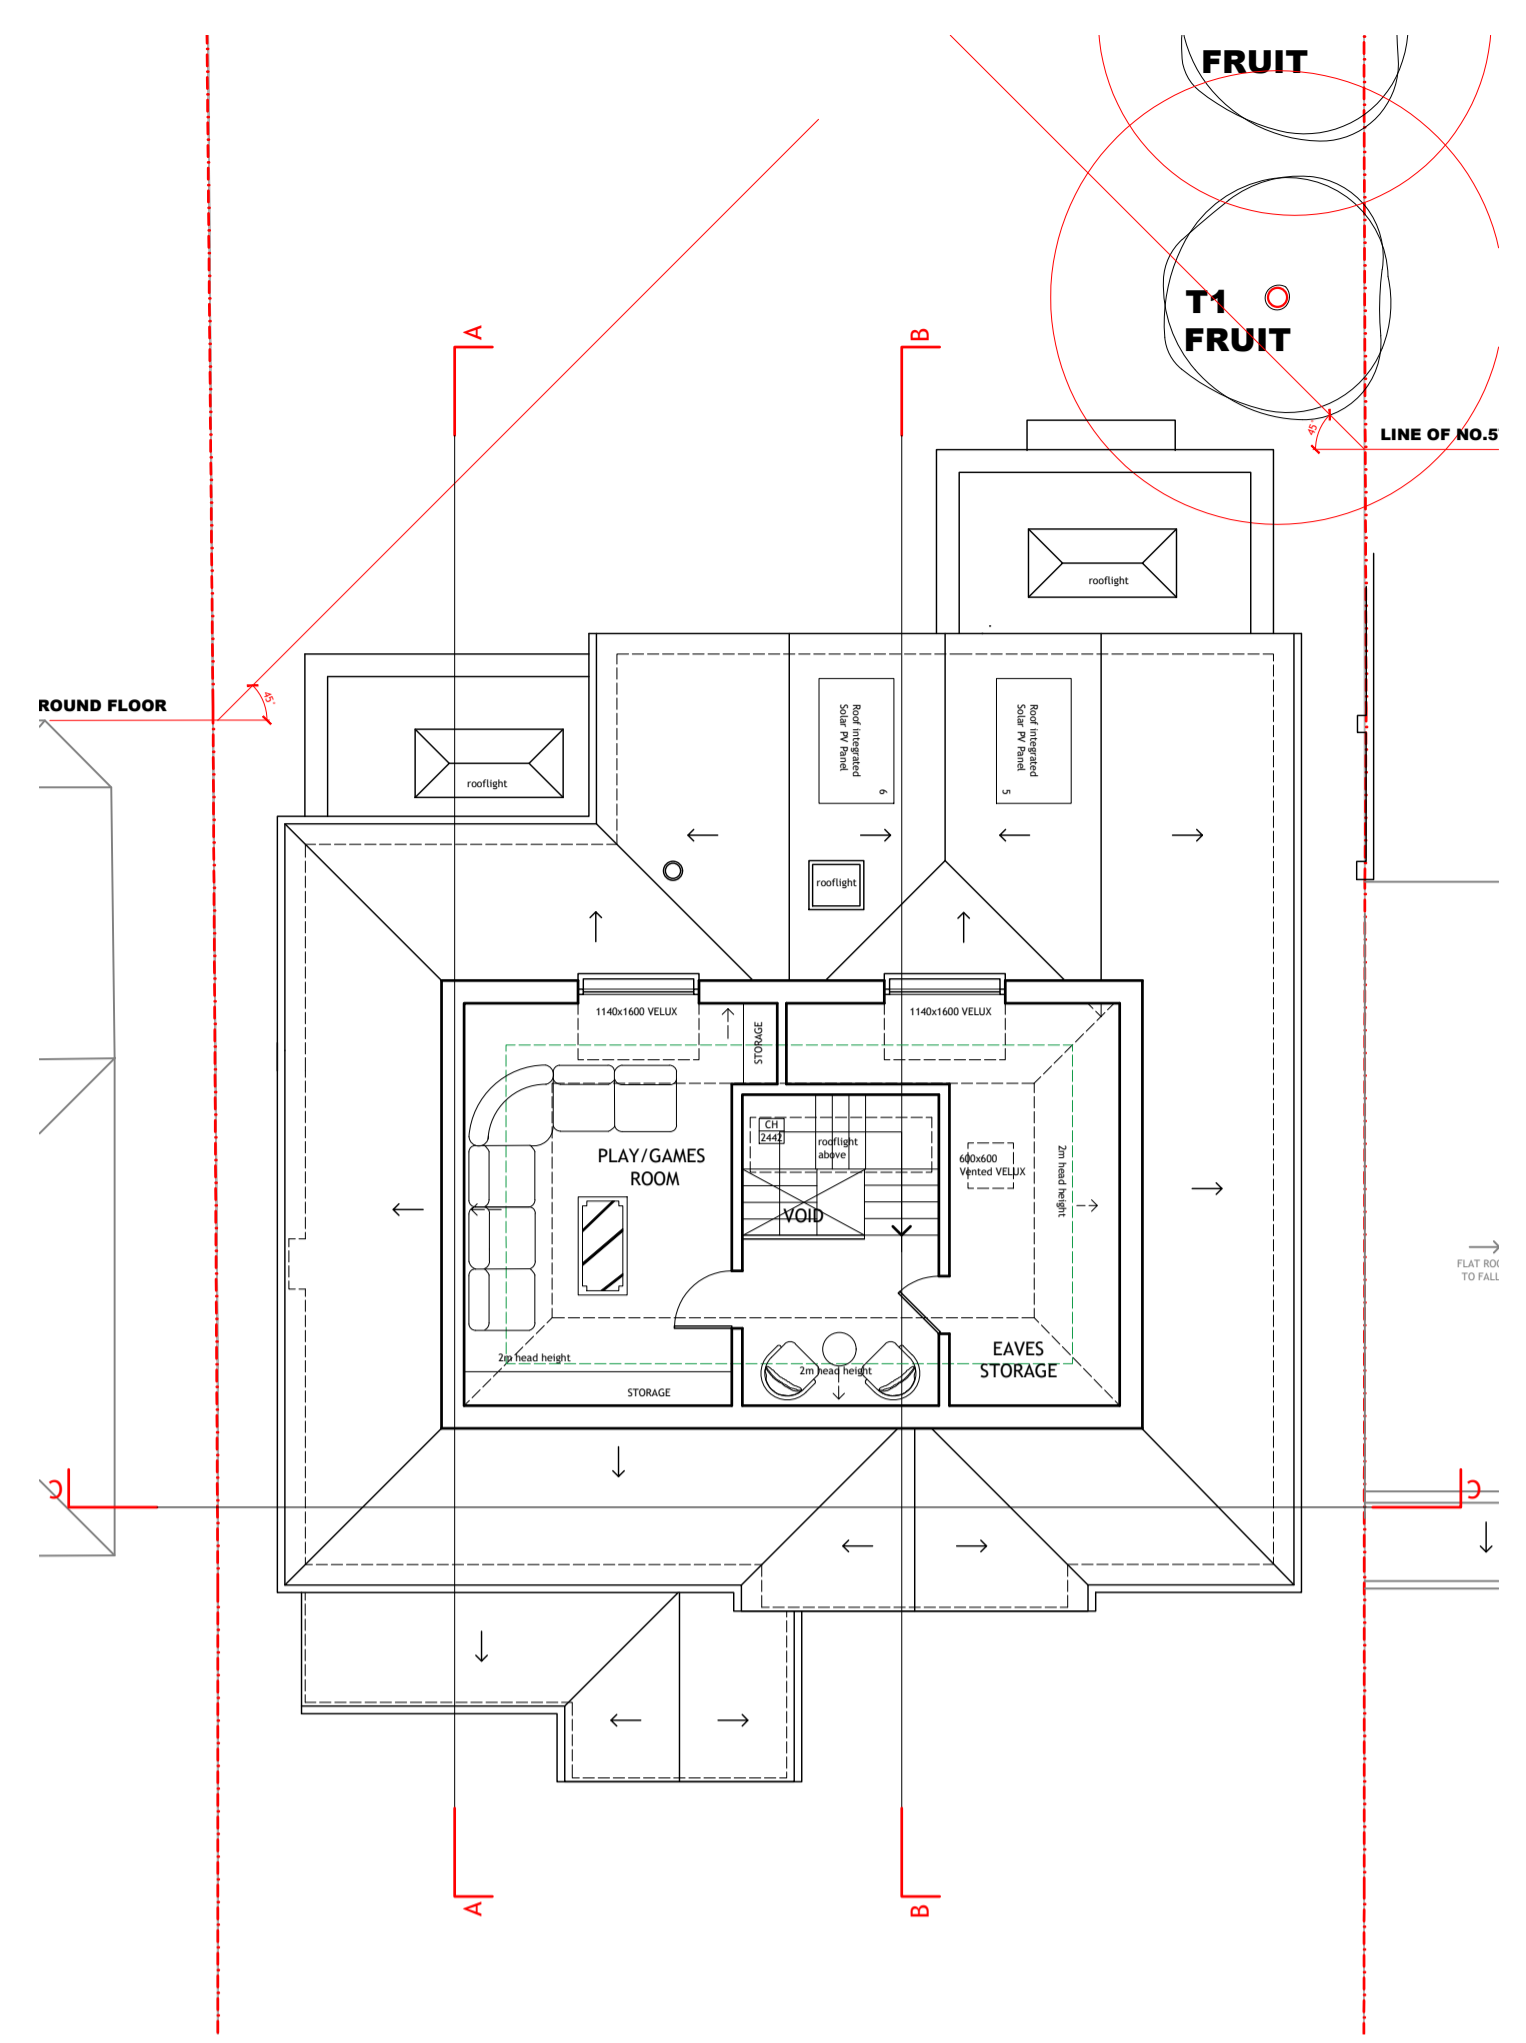 FRUIT
T1
FRUIT
A
B
45°
LINE OF NO.5
rooflight
ROUND FLOOR
45°
Roof integrated
Solar PV Panel
6
Roof integrated
Solar PV Panel
5
rooflight
rooflight
1140x1600 VELUX
STORAGE
1140x1600 VELUX
PLAY/GAMES
ROOM
CH
2442
rooflight
above
600x600
Vented VELUX
2m head height
VOID
FLAT ROO
TO FALL
2m head height
STORAGE
2m head height
EAVES
STORAGE
C
C
A
B